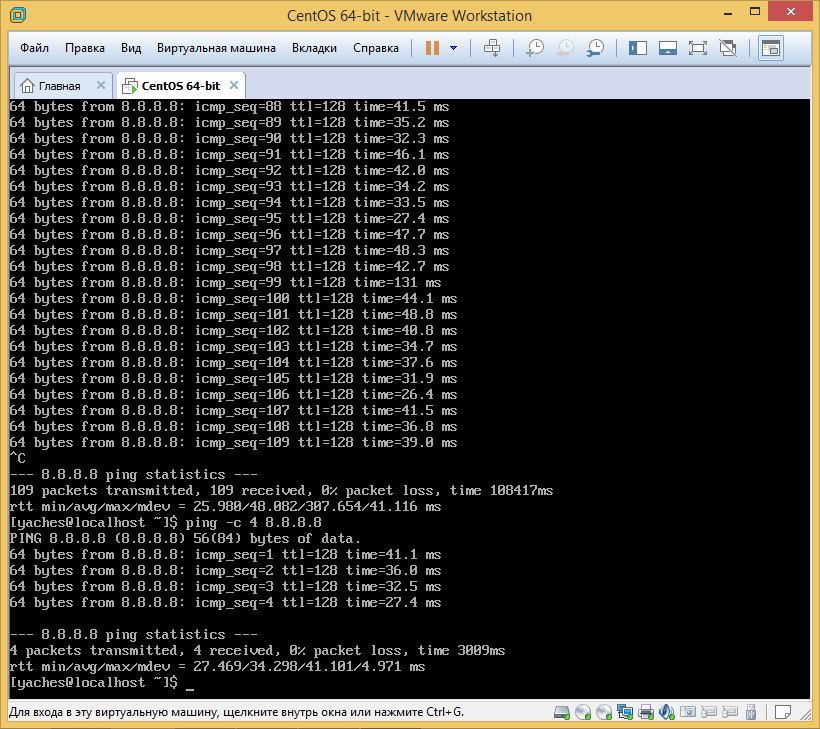 CentOS 64-bit - VMware Workstation
Файл Правка Вид Виртуальная машина Вкладки Справка
Главная CentOS 64-bit
64 bytes from 8.8.8.8: icmp_seq=88 ttl=128 time=41.5 ms
64 bytes from 8.8.8.8: icmp_seq=89 ttl=128 time=35.2 ms
64 bytes from 8.8.8.8: icmp_seq=90 ttl=128 time=32.3 ms
64 bytes from 8.8.8.8: icmp_seq=91 ttl=128 time=46.1 ms
64 bytes from 8.8.8.8: icmp_seq=92 ttl=128 time=42.0 ms
64 bytes from 8.8.8.8: icmp_seq=93 ttl=128 time=34.2 ms
64 bytes from 8.8.8.8: icmp_seq=94 ttl=128 time=33.5 ms
64 bytes from 8.8.8.8: icmp_seq=95 ttl=128 time=27.4 ms
64 bytes from 8.8.8.8: icmp_seq=96 ttl=128 time=47.7 ms
64 bytes from 8.8.8.8: icmp_seq=97 ttl=128 time=48.3 ms
64 bytes from 8.8.8.8: icmp_seq=98 ttl=128 time=42.7 ms
64 bytes from 8.8.8.8: icmp_seq=99 ttl=128 time=131 ms
64 bytes from 8.8.8.8: icmp_seq=100 ttl=128 time=44.1 ms
64 bytes from 8.8.8.8: icmp_seq=101 ttl=128 time=48.8 ms
64 bytes from 8.8.8.8: icmp_seq=102 ttl=128 time=40.8 ms
64 bytes from 8.8.8.8: icmp_seq=103 ttl=128 time=34.7 ms
64 bytes from 8.8.8.8: icmp_seq=104 ttl=128 time=37.6 ms
64 bytes from 8.8.8.8: icmp_seq=105 ttl=128 time=31.9 ms
64 bytes from 8.8.8.8: icmp_seq=106 ttl=128 time=26.4 ms
64 bytes from 8.8.8.8: icmp_seq=107 ttl=128 time=41.5 ms
64 bytes from 8.8.8.8: icmp_seq=108 ttl=128 time=36.8 ms
64 bytes from 8.8.8.8: icmp_seq=109 ttl=128 time=39.0 ms
^C
--- 8.8.8.8 ping statistics ---
109 packets transmitted, 109 received, 0% packet loss, time 108417ms
rtt min/avg/max/mdev = 25.980/48.082/307.654/41.116 ms
[yaches@localhost ~]$ ping -c 4 8.8.8.8
PING 8.8.8.8 (8.8.8.8) 56(84) bytes of data.
64 bytes from 8.8.8.8: icmp_seq=1 ttl=128 time=41.1 ms
64 bytes from 8.8.8.8: icmp_seq=2 ttl=128 time=36.0 ms
64 bytes from 8.8.8.8: icmp_seq=3 ttl=128 time=32.5 ms
64 bytes from 8.8.8.8: icmp_seq=4 ttl=128 time=27.4 ms
--- 8.8.8.8 ping statistics ---
4 packets transmitted, 4 received, 0% packet loss, time 3009ms
rtt min/avg/max/mdev = 27.469/34.298/41.101/4.971 ms
[yaches@localhost ~]$ _
Для входа в эту виртуальную машину, щелкните внутрь окна или нажмите Ctrl+G.